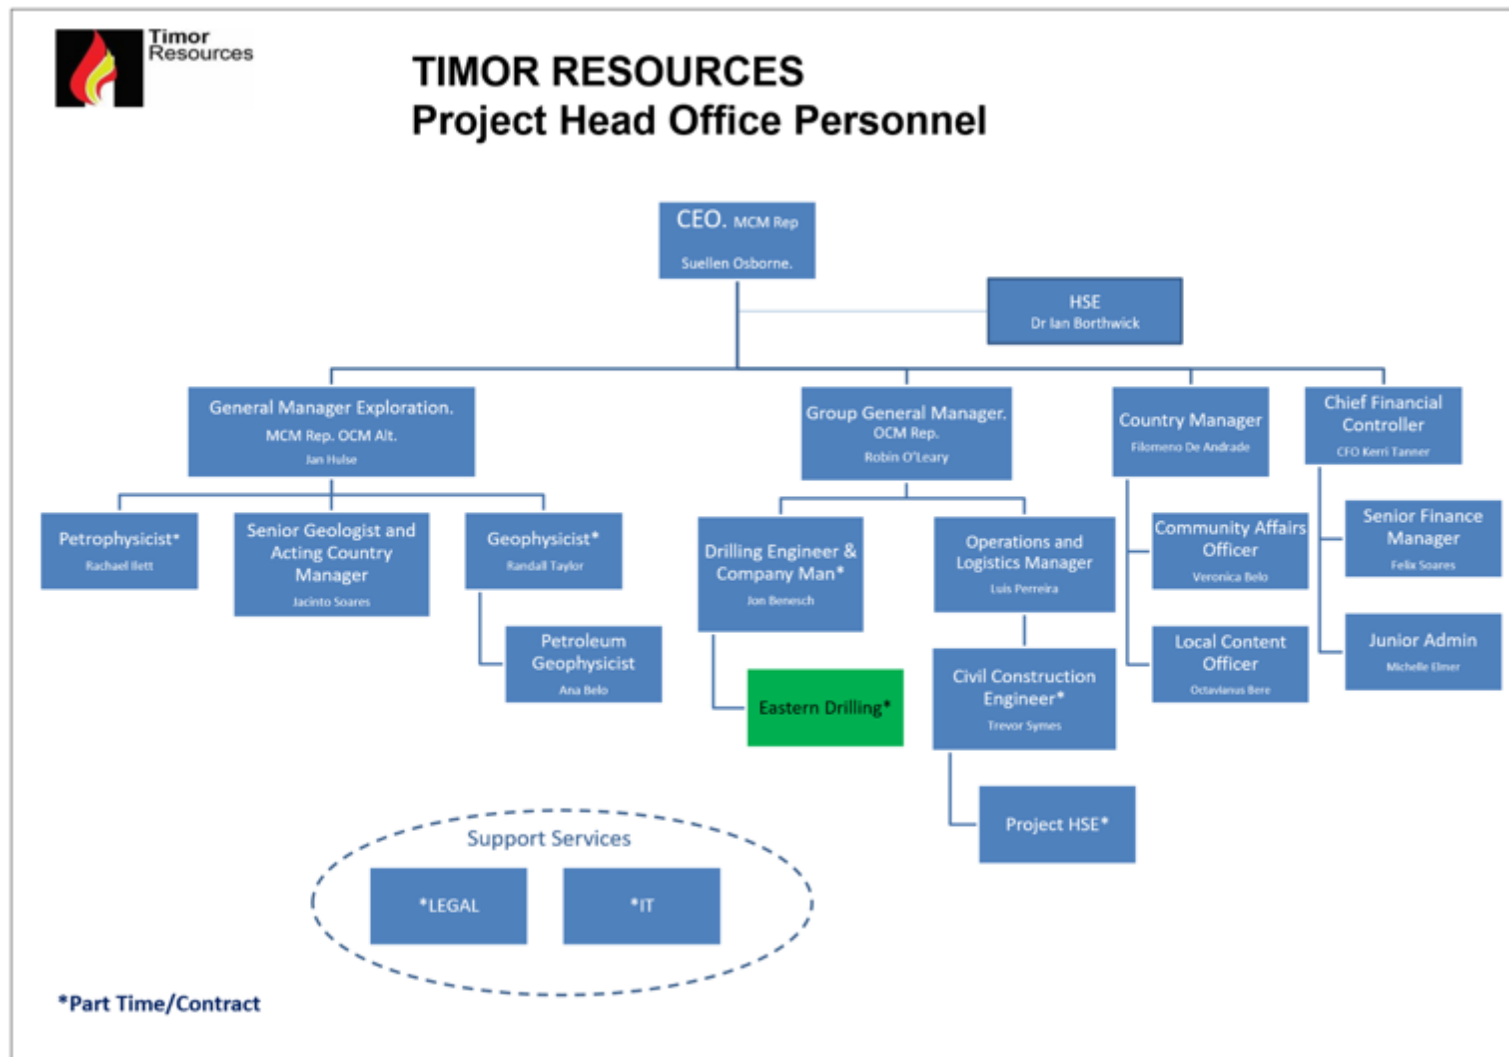 Timor
Resources
TIMOR RESOURCES
Project Head Office Personnel
CEO. MCM Rep
Suellen Osborne.
HSE
Dr Ian Borthwick
General Manager Exploration.
MCM Rep. OCM Alt.
Jan Hulse
Group General Manager.
OCM Rep.
Robin O'Leary
Country Manager
Filomeno De Andrade
Chief Financial
Controller
CFO Kerri Tanner
Petrophysicist*
Rachael Ilett
Senior Geologist and
Acting Country
Manager
Jacinto Soares
Geophysicist*
Randall Taylor
Petroleum
Geophysicist
Ana Belo
Drilling Engineer &
Company Man*
Jon Benesch
Eastern Drilling*
Operations and
Logistics Manager
Luis Perreira
Civil Construction
Engineer*
Trevor Symes
Project HSE*
Community Affairs
Officer
Veronica Belo
Local Content
Officer
Octavianus Bere
Senior Finance
Manager
Felix Soares
Junior Admin
Michelle Elmer
Support Services
*LEGAL
*IT
*Part Time/Contract